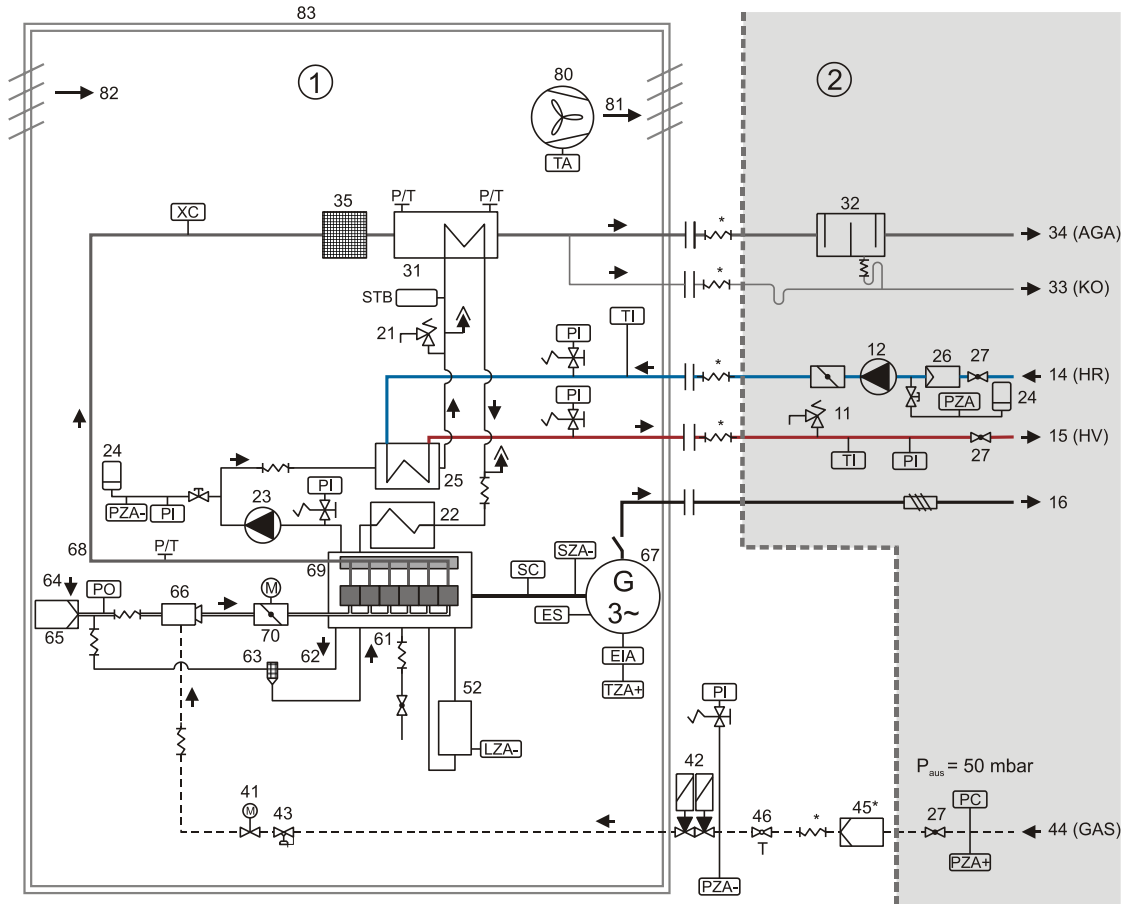 83
1
2
82
80
81
TA
XC
35
P/T
P/T
32
*
34 (AGA)
31
STB
*
33 (KO)
21
TI
PI
12
26
27
*
14 (HR)
PI
PZA
24
11
*
15 (HV)
27
TI
PI
24
25
PI
23
22
16
PZA-
PI
68
P/T
69
SZA-
67
SC
G
3~
64
PO
66
M
ES
65
70
61
63
62
EIA
TZA+
52
PI
LZA-
42
Paus = 50 mbar
41
M
43
46
*
45*
27
PC
44 (GAS)
T
PZA-
PZA+